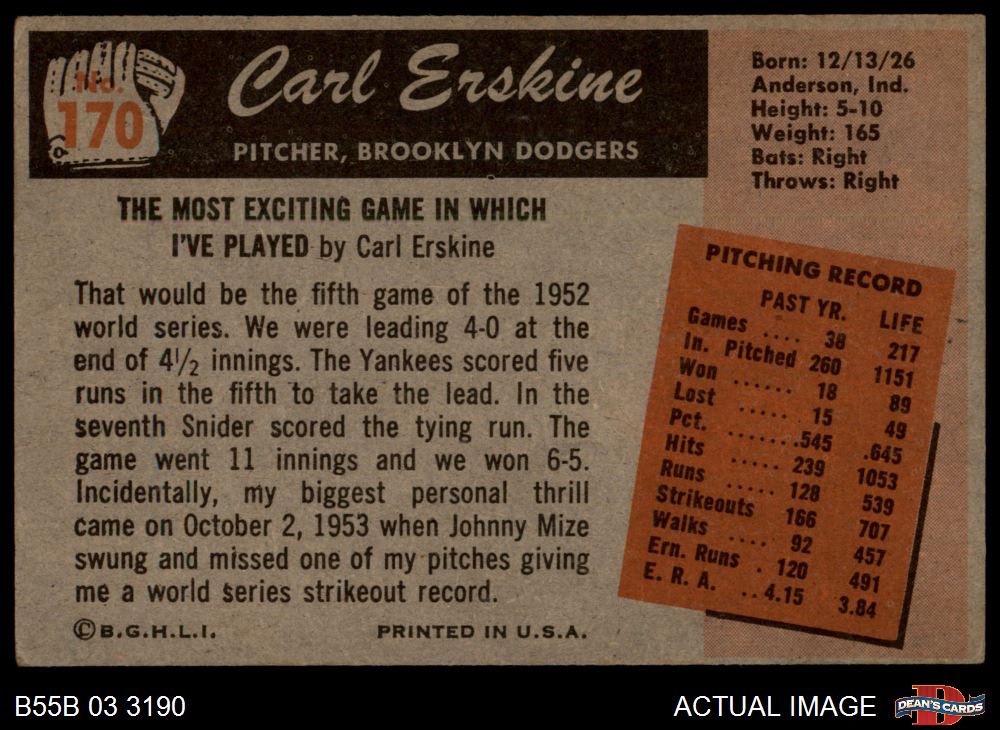 No.
170
Carl Erskine
PITCHER, BROOKLYN DODGERS
Born: 12/13/26
Anderson, Ind.
Height: 5-10
Weight: 165
Bats: Right
Throws: Right
THE MOST EXCITING GAME IN WHICH
I'VE PLAYED by Carl Erskine
That would be the fifth game of the 1952
world series. We were leading 4-0 at the
end of 4½ innings. The Yankees scored five
runs in the fifth to take the lead. In the
seventh Snider scored the tying run. The
game went 11 innings and we won 6-5.
Incidentally, my biggest personal thrill
came on October 2, 1953 when Johnny Mize
swung and missed one of my pitches giving
me a world series strikeout record.
©B.G.H.L.I. PRINTED IN U.S.A.
PITCHING RECORD
PAST YR. LIFE
Games .... 38 217
In. Pitched 260 1151
Won ...... 18 89
Lost ..... 15 49
Pct. .......545 .645
Hits ..... 239 1053
Runs ..... 128 539
Strikeouts 166 707
Walks .... 92 457
Ern. Runs . 120 491
E. R. A. ..4.15 3.84
B55B 03 3190
ACTUAL IMAGE
D
DEAN'S CARDS